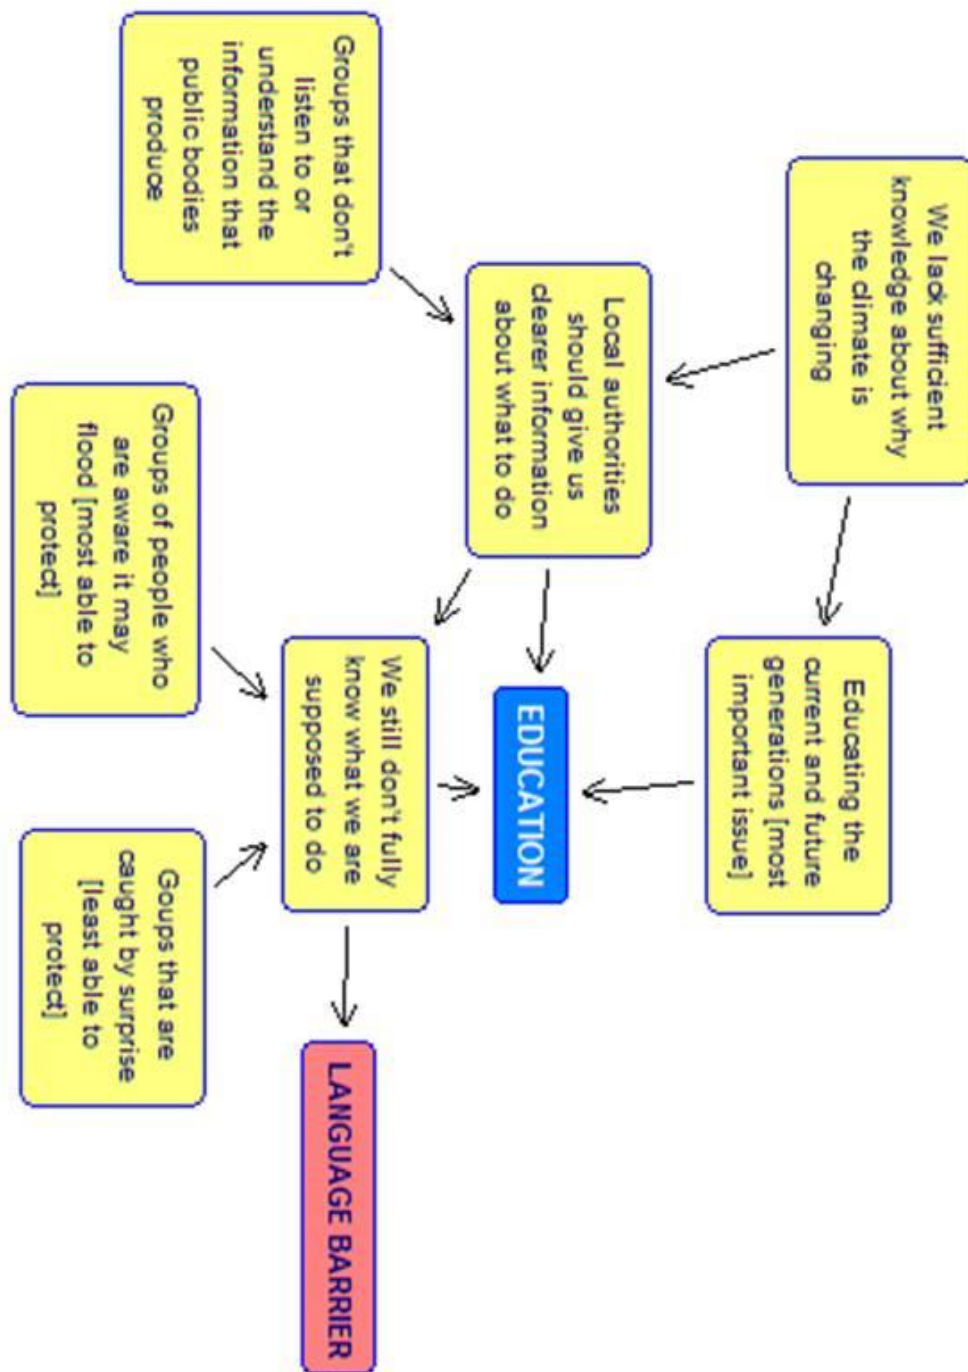 We lack sufficient
knowledge about why
the climate is
changing
Educating the
current and future
generations [most
important issue]
Local authorities
should give us
clearer information
about what to do
EDUCATION
Groups that don't
listen to or
understand the
information that
public bodies
produce
We still don't fully
know what we are
supposed to do
LANGUAGE BARRIER
Groups of people who
are aware it may
flood [most able to
protect]
Goups that are
caught by surprise
[least able to
protect]